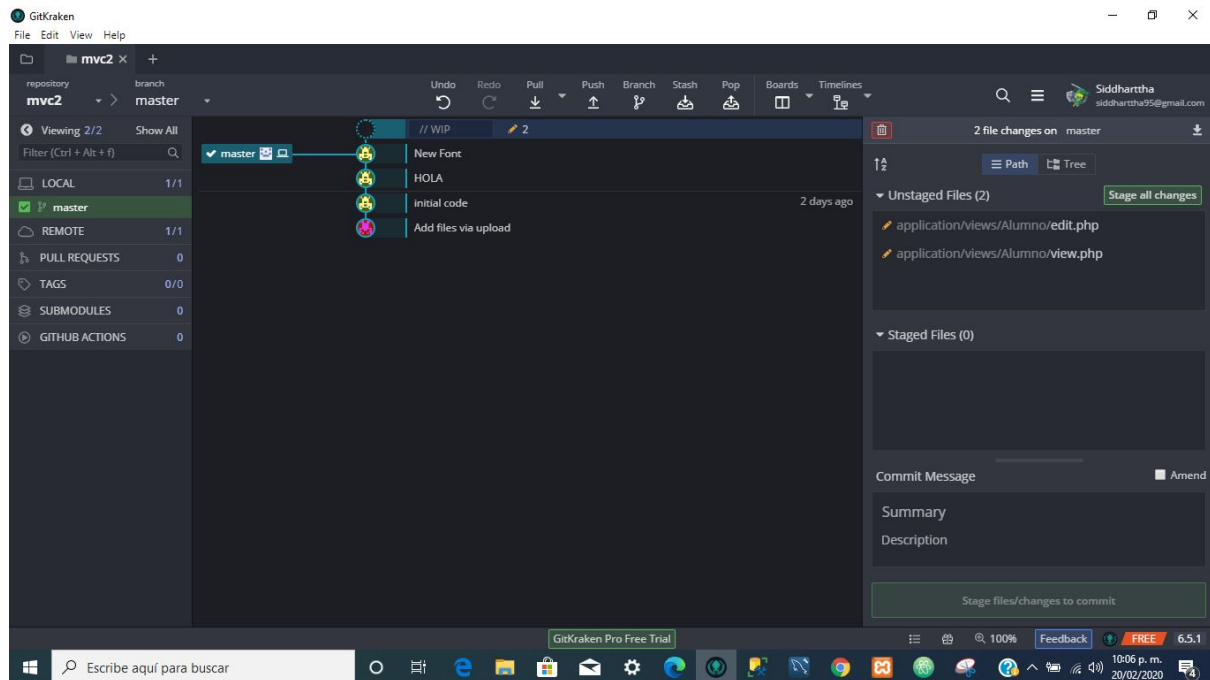 GitKraken
File Edit View Help
mvc2 × +
repository branch
mvc2 master
Undo Redo Pull Push Branch Stash Pop Boards Timelines
Siddharttha
siddharttha95@gmail.com
Viewing 2/2 Show All
Filter (Ctrl + Alt + f)
LOCAL 1/1
master
REMOTE 1/1
PULL REQUESTS 0
TAGS 0/0
SUBMODULES 0
GITHUB ACTIONS 0
// WIP 2
master New Font
HOLA
initial code 2 days ago
Add files via upload
2 file changes on master
Path Tree
Unstaged Files (2) Stage all changes
application/views/Alumno/edit.php
application/views/Alumno/view.php
Staged Files (0)
Commit Message Amend
Summary
Description
Stage files/changes to commit
GitKraken Pro Free Trial 100% Feedback FREE 6.5.1
Escribe aquí para buscar
10:06 p. m.
20/02/2020
4